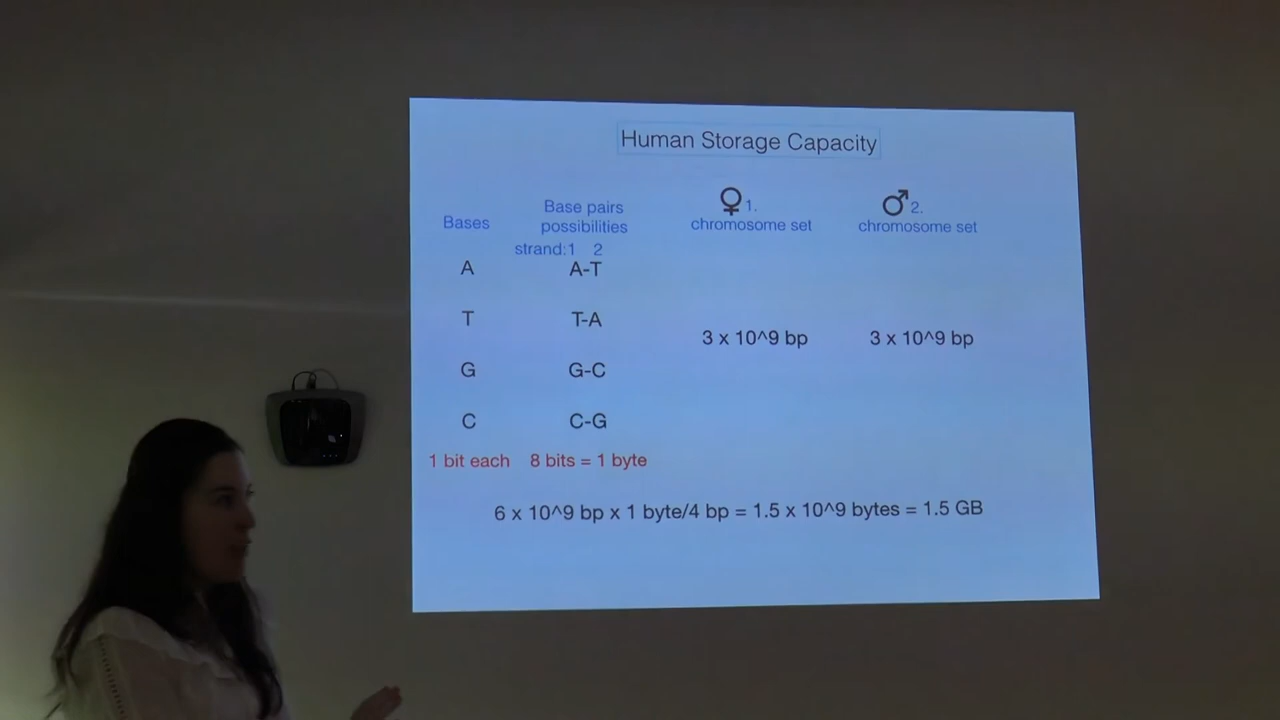 Human Storage Capacity
Bases
Base pairs
possibilities
strand:1 2
♀1.
chromosome set
♂2.
chromosome set
A
A-T
T
T-A
3 x 10^9 bp
3 x 10^9 bp
G
G-C
C
C-G
1 bit each 8 bits = 1 byte
6 x 10^9 bp x 1 byte/4 bp = 1.5 x 10^9 bytes = 1.5 GB